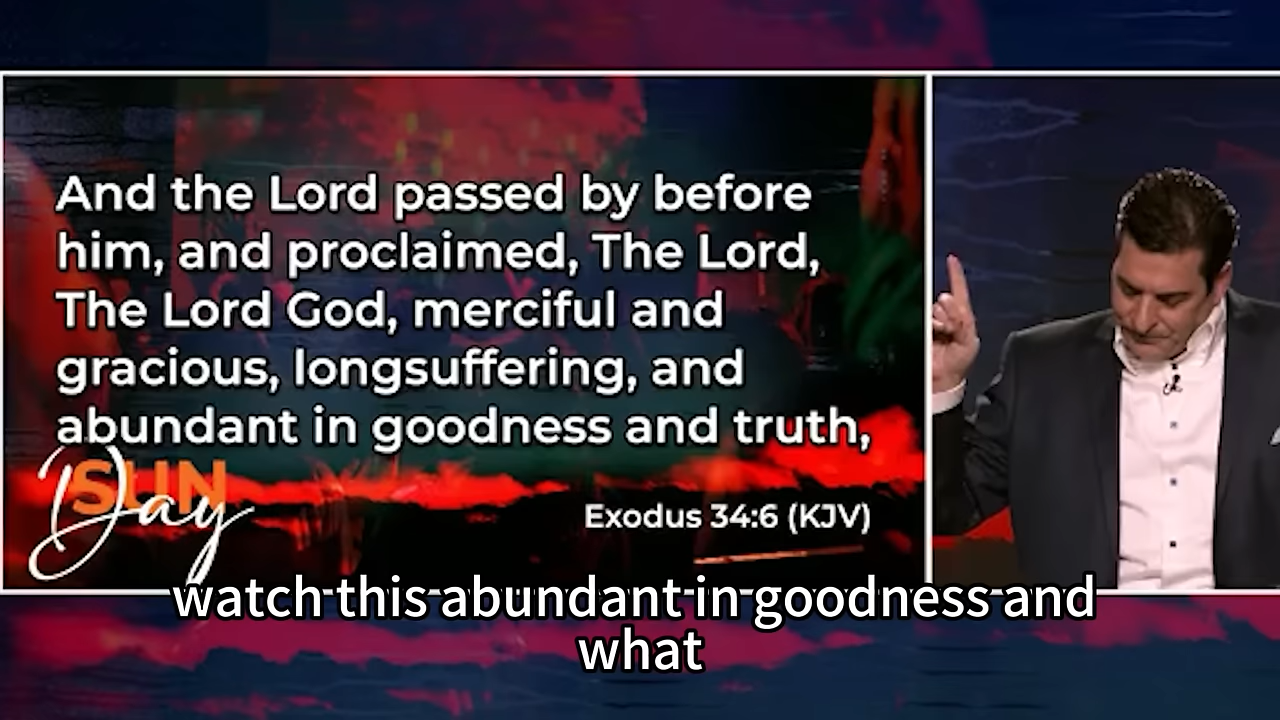 And the Lord passed by before
him, and proclaimed, The Lord,
The Lord God, merciful and
gracious, longsuffering, and
abundant in goodness and truth,
SUN
Day
Exodus 34:6 (KJV)
watch this abundant in goodness and
what